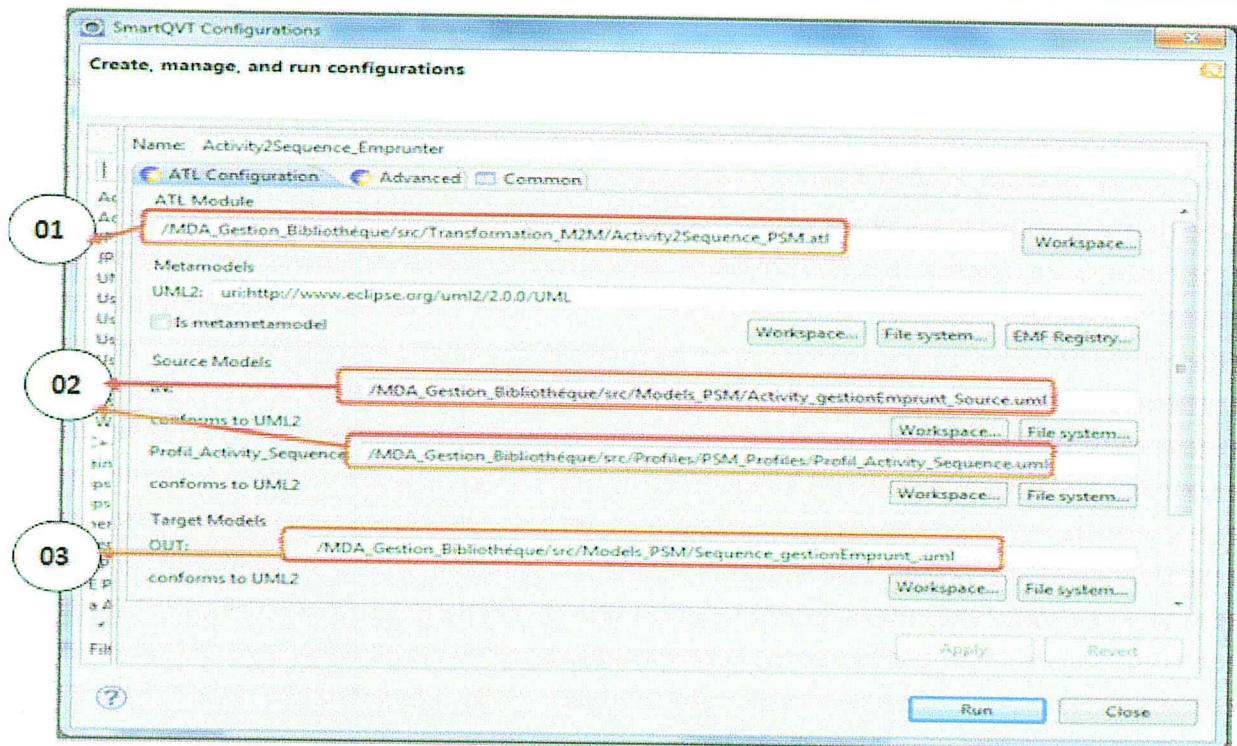 SmartQVT Configurations
Create, manage, and run configurations
Name: Activity2Sequence_Emprunter
ATL Configuration Advanced Common
ATL Module
01
/MDA_Gestion_Bibliothéque/src/Transformation_M2M/Activity2Sequence_PSM.atl Workspace...
Metamodels
UML2: uri:http://www.eclipse.org/uml2/2.0.0/UML
Is metametamodel Workspace... File system... EMF Registry...
Source Models
02
/MDA_Gestion_Bibliothéque/src/Models_PSM/Activity_gestionEmprunt_Source.uml
conforms to UML2 Workspace... File system...
Profil_Activity_Sequence /MDA_Gestion_Bibliothéque/src/Profiles/PSM_Profiles/Profil_Activity_Sequence.uml
conforms to UML2 Workspace... File system...
Target Models
03
OUT: /MDA_Gestion_Bibliothéque/src/Models_PSM/Sequence_gestionEmprunt_.uml
conforms to UML2 Workspace... File system...
Apply Revert
Run Close